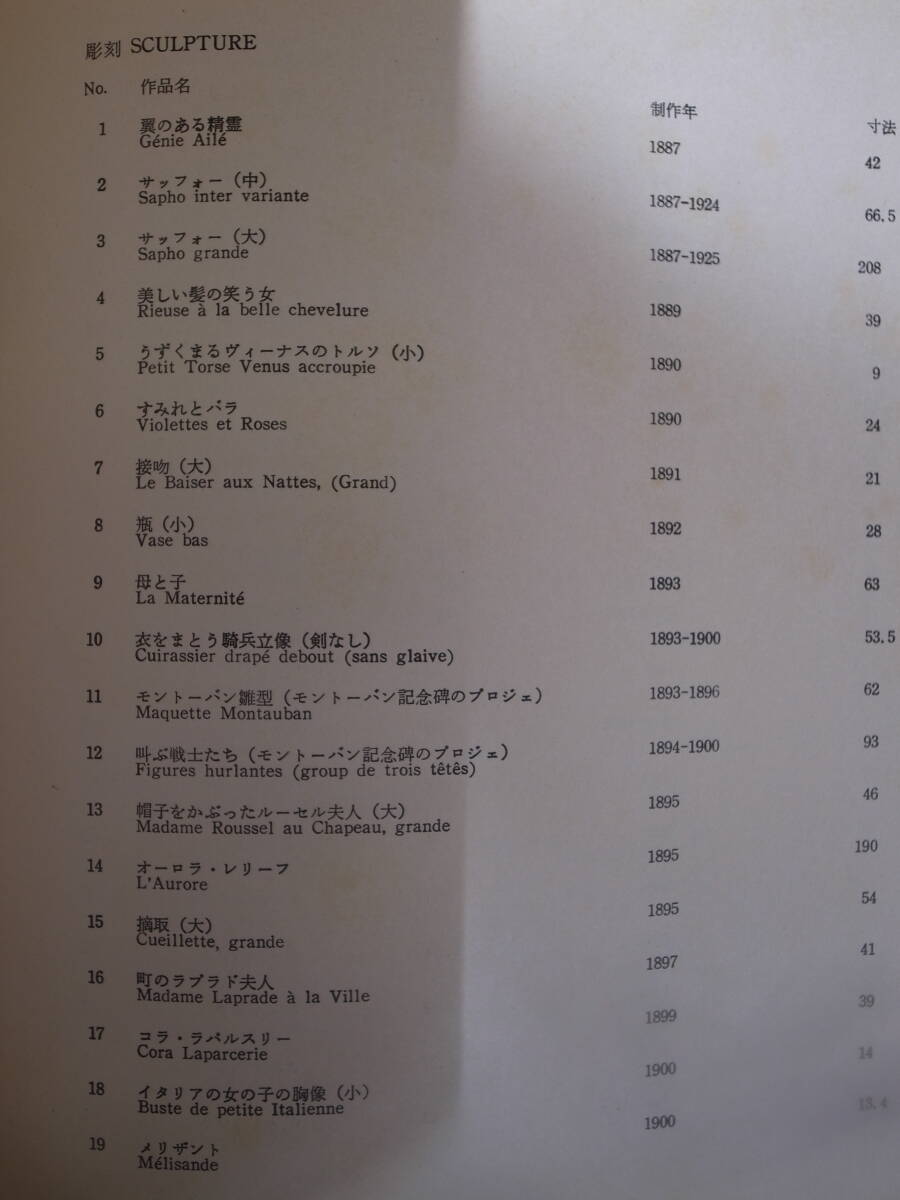 彫刻 SCULPTURE
No. 作品名 制作年 寸法
1 翼のある精霊 1887 42
Génie Ailé
2 サッフォー（中） 1887-1924 66.5
Sapho inter variante
3 サッフォー（大） 1887-1925 208
Sapho grande
4 美しい髪の笑う女 1889 39
Rieuse à la belle chevelure
5 うずくまるヴィーナスのトルソ（小） 1890 9
Petit Torse Venus accroupie
6 すみれとバラ 1890 24
Violettes et Roses
7 接吻（大） 1891 21
Le Baiser aux Nattes, (Grand)
8 瓶（小） 1892 28
Vase bas
9 母と子 1893 63
La Maternité
10 衣をまとう騎兵立像（剣なし） 1893-1900 53.5
Cuirassier drapé debout (sans glaive)
11 モントーバン雛型（モントーバン記念碑のプロジェ） 1893-1896 62
Maquette Montauban
12 叫ぶ戦士たち（モントーバン記念碑のプロジェ） 1894-1900 93
Figures hurlantes (group de trois têtês)
13 帽子をかぶったルーセル夫人（大） 1895 46
Madame Roussel au Chapeau, grande
14 オーロラ・レリーフ 1895 190
L'Aurore
15 摘取（大） 1895 54
Cueillette, grande
16 町のラプラド夫人 1897 41
Madame Laprade à la Ville
17 コラ・ラパルスリー 1899 39
Cora Laparcerie
18 イタリアの女の子の胸像（小） 1900 14
Buste de petite Italienne
19 メリザント 1900 13.4
Mélisande